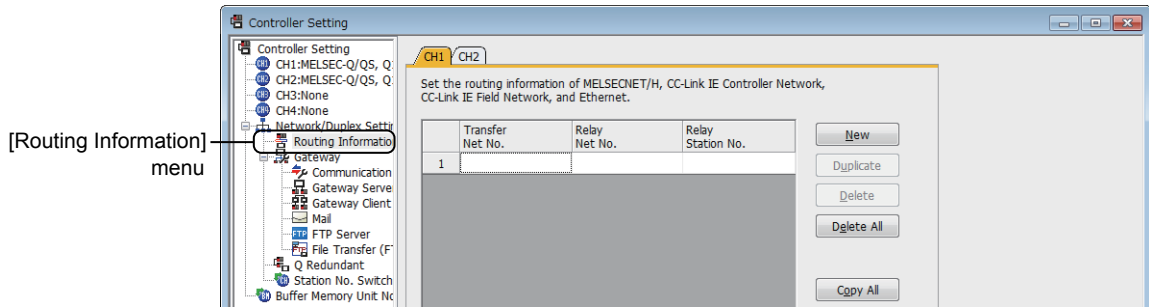 Controller Setting
[Routing Information]
menu
Controller Setting
CH1:MELSEC-Q/QS, Q
CH2:MELSEC-Q/QS, Q
CH3:None
CH4:None
Network/Duplex Settin
Routing Informatio
Gateway
Communication
Gateway Serve
Gateway Client
Mail
FTP Server
File Transfer (F
Q Redundant
Station No. Switch
Buffer Memory Unit No
CH1 CH2
Set the routing information of MELSECNET/H, CC-Link IE Controller Network,
CC-Link IE Field Network, and Ethernet.
Transfer Net No. Relay Net No. Relay Station No.
1
New
Duplicate
Delete
Delete All
Copy All